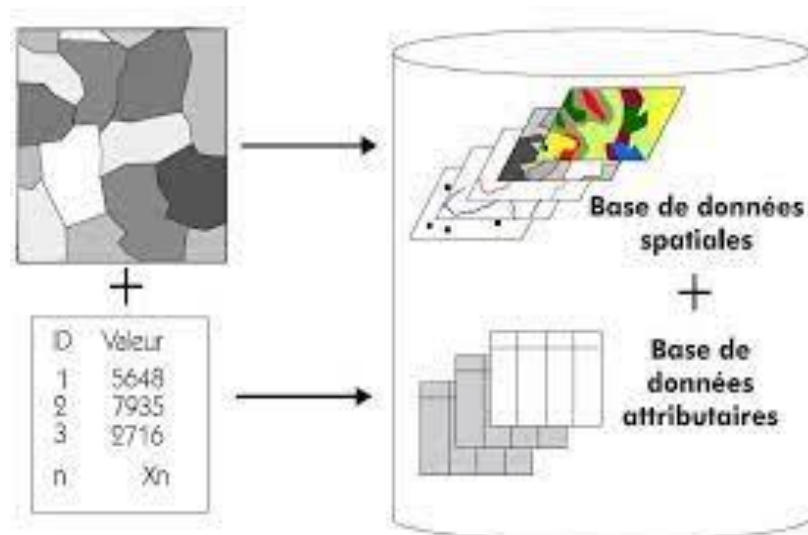 Base de données
spatiales
+
+
ID Valeur
1 5648
2 7935
3 2716
n Xn
Base de
données
attributaires